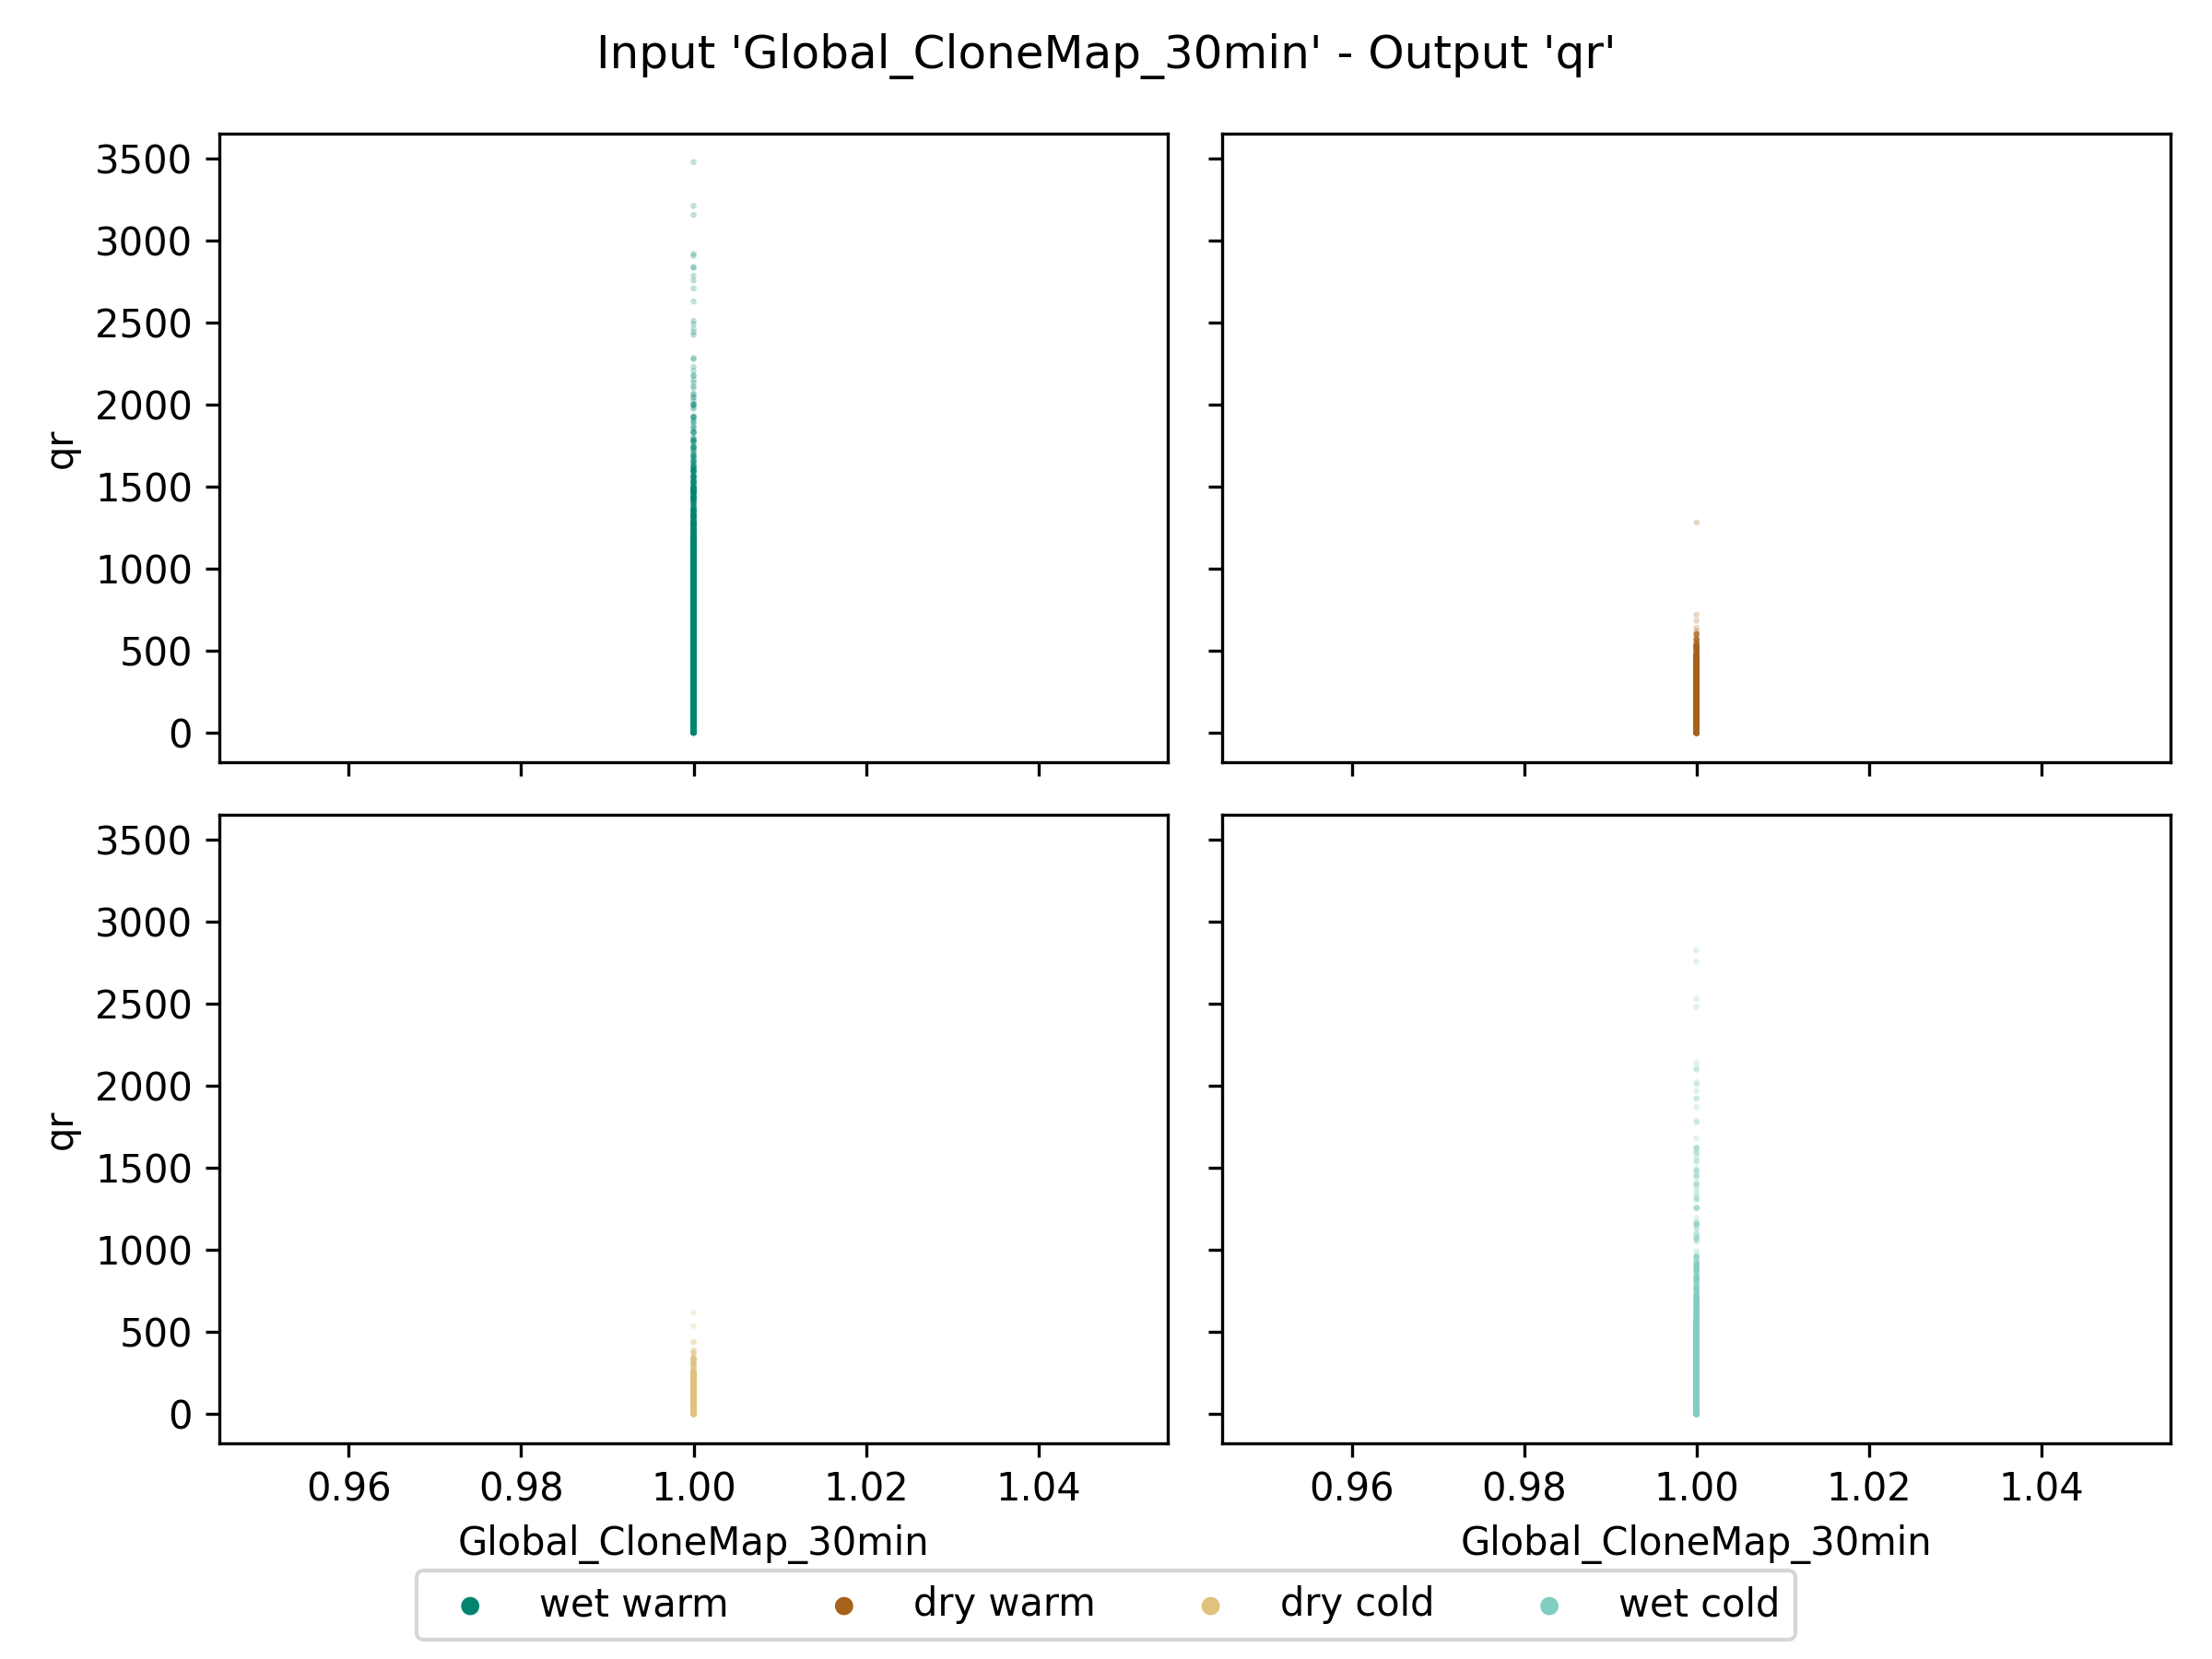 Input 'Global_CloneMap_30min' - Output 'qr'
3500
3000
2500
2000
1500
1000
500
0
qr
3500
3000
2500
2000
1500
1000
500
0
qr
0.96 0.98 1.00 1.02 1.04
0.96 0.98 1.00 1.02 1.04
Global_CloneMap_30min
Global_CloneMap_30min
wet warm dry warm dry cold wet cold